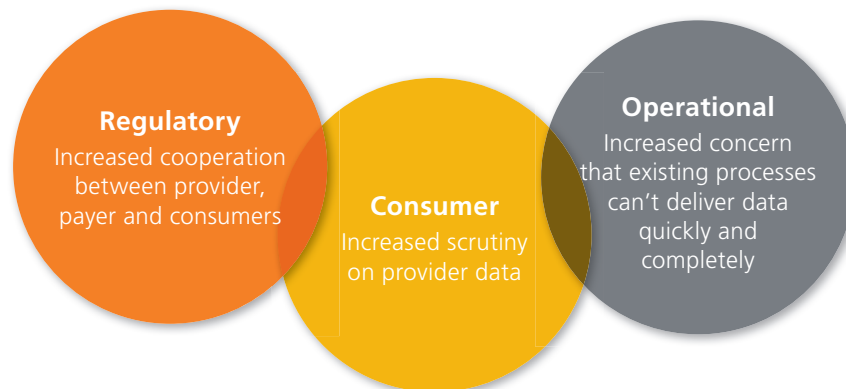 Regulatory
Increased cooperation
between provider,
payer and consumers
Consumer
Increased scrutiny
on provider data
Operational
Increased concern
that existing processes
can’t deliver data
quickly and
completely